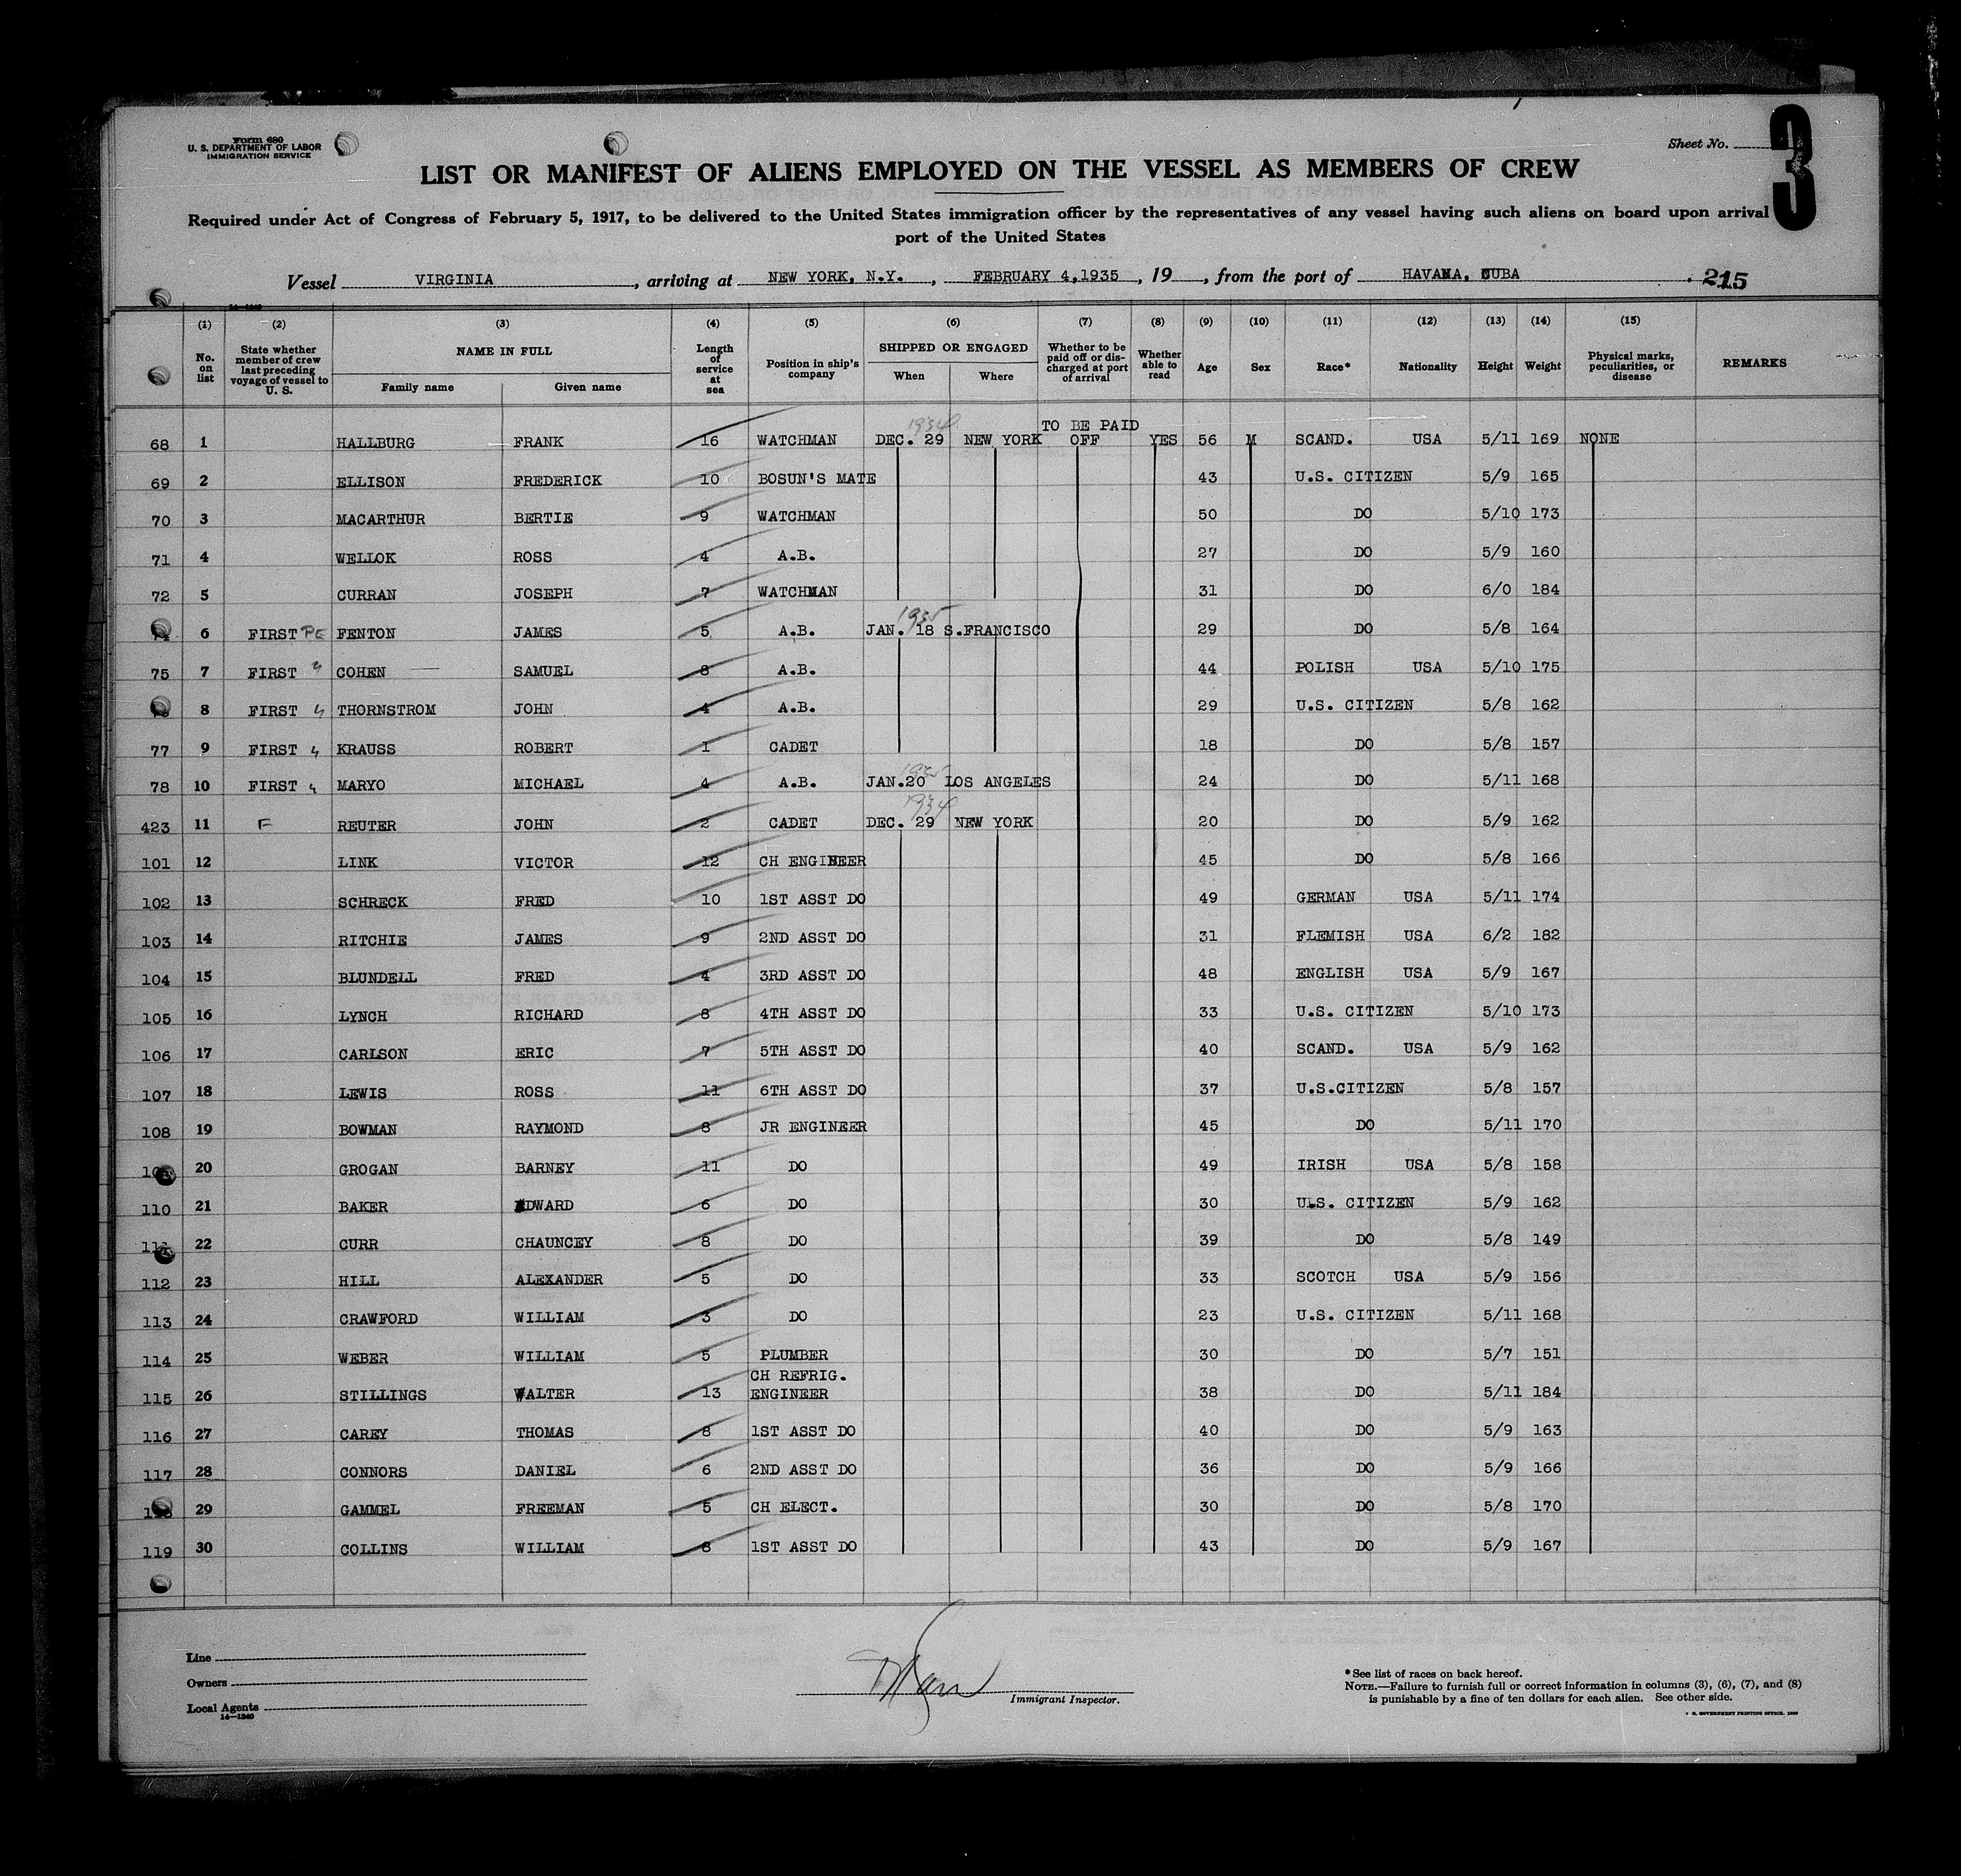 Form 680
U. S. DEPARTMENT OF LABOR
IMMIGRATION SERVICE
Sheet No. 3
LIST OR MANIFEST OF ALIENS EMPLOYED ON THE VESSEL AS MEMBERS OF CREW
Required under Act of Congress of February 5, 1917, to be delivered to the United States immigration officer by the representatives of any vessel having such aliens on board upon arrival
port of the United States
Vessel VIRGINIA, arriving at NEW YORK, N.Y., FEBRUARY 4,1935, 19, from the port of HAVANA, CUBA. 215
14-1240
(1) (2) (3) (4) (5) (6) (7) (8) (9) (10) (11) (12) (13) (14) (15)
No. on list State whether member of crew last preceding voyage of vessel to U. S. NAME IN FULL Length of service at sea Position in ship's company SHIPPED OR ENGAGED Whether to be paid off or discharged at port of arrival Whether able to read Age Sex Race* Nationality Height Weight Physical marks, peculiarities, or disease REMARKS
Family name Given name When Where
68 1 HALLBURG FRANK 16 WATCHMAN 1934 DEC. 29 NEW YORK TO BE PAID OFF YES 56 M SCAND. USA 5/11 169 NONE
69 2 ELLISON FREDERICK 10 BOSUN'S MATE 43 U.S. CITIZEN 5/9 165
70 3 MACARTHUR BERTIE 9 WATCHMAN 50 DO 5/10 173
71 4 WELLOK ROSS 4 A.B. 27 DO 5/9 160
72 5 CURRAN JOSEPH 7 WATCHMAN 31 DO 6/0 184
6 FIRST PE FENTON JAMES 5 A.B. 1935 JAN. 18 S.FRANCISCO 29 DO 5/8 164
75 7 FIRST " COHEN SAMUEL 8 A.B. 44 POLISH USA 5/10 175
8 FIRST " THORNSTROM JOHN 4 A.B. 29 U.S. CITIZEN 5/8 162
77 9 FIRST " KRAUSS ROBERT 1 CADET 18 DO 5/8 157
78 10 FIRST " MARYO MICHAEL 4 A.B. 1935 JAN.20 LOS ANGELES 24 DO 5/11 168
423 11 F REUTER JOHN 2 CADET 1934 DEC. 29 NEW YORK 20 DO 5/9 162
101 12 LINK VICTOR 12 CH ENGINEER 45 DO 5/8 166
102 13 SCHRECK FRED 10 1ST ASST DO 49 GERMAN USA 5/11 174
103 14 RITCHIE JAMES 9 2ND ASST DO 31 FLEMISH USA 6/2 182
104 15 BLUNDELL FRED 4 3RD ASST DO 48 ENGLISH USA 5/9 167
105 16 LYNCH RICHARD 8 4TH ASST DO 33 U.S. CITIZEN 5/10 173
106 17 CARLSON ERIC 7 5TH ASST DO 40 SCAND. USA 5/9 162
107 18 LEWIS ROSS 11 6TH ASST DO 37 U.S.CITIZEN 5/8 157
108 19 BOWMAN RAYMOND 8 JR ENGINEER 45 DO 5/11 170
20 GROGAN BARNEY 11 DO 49 IRISH USA 5/8 158
110 21 BAKER EDWARD 6 DO 30 U.S. CITIZEN 5/9 162
111 22 CURR CHAUNCEY 8 DO 39 DO 5/8 149
112 23 HILL ALEXANDER 5 DO 33 SCOTCH USA 5/9 156
113 24 CRAWFORD WILLIAM 3 DO 23 U.S. CITIZEN 5/11 168
114 25 WEBER WILLIAM 5 PLUMBER 30 DO 5/7 151
115 26 STILLINGS WALTER 13 CH REFRIG. ENGINEER 38 DO 5/11 184
116 27 CAREY THOMAS 8 1ST ASST DO 40 DO 5/9 163
117 28 CONNORS DANIEL 6 2ND ASST DO 36 DO 5/9 166
29 GAMMEL FREEMAN 5 CH ELECT. 30 DO 5/8 170
119 30 COLLINS WILLIAM 8 1ST ASST DO 43 DO 5/9 167
Line
Owners
Local Agents
14-1240
Immigrant Inspector.
*See list of races on back hereof.
NOTE.—Failure to furnish full or correct information in columns (3), (6), (7), and (8)
is punishable by a fine of ten dollars for each alien. See other side.
GOVERNMENT PRINTING OFFICE